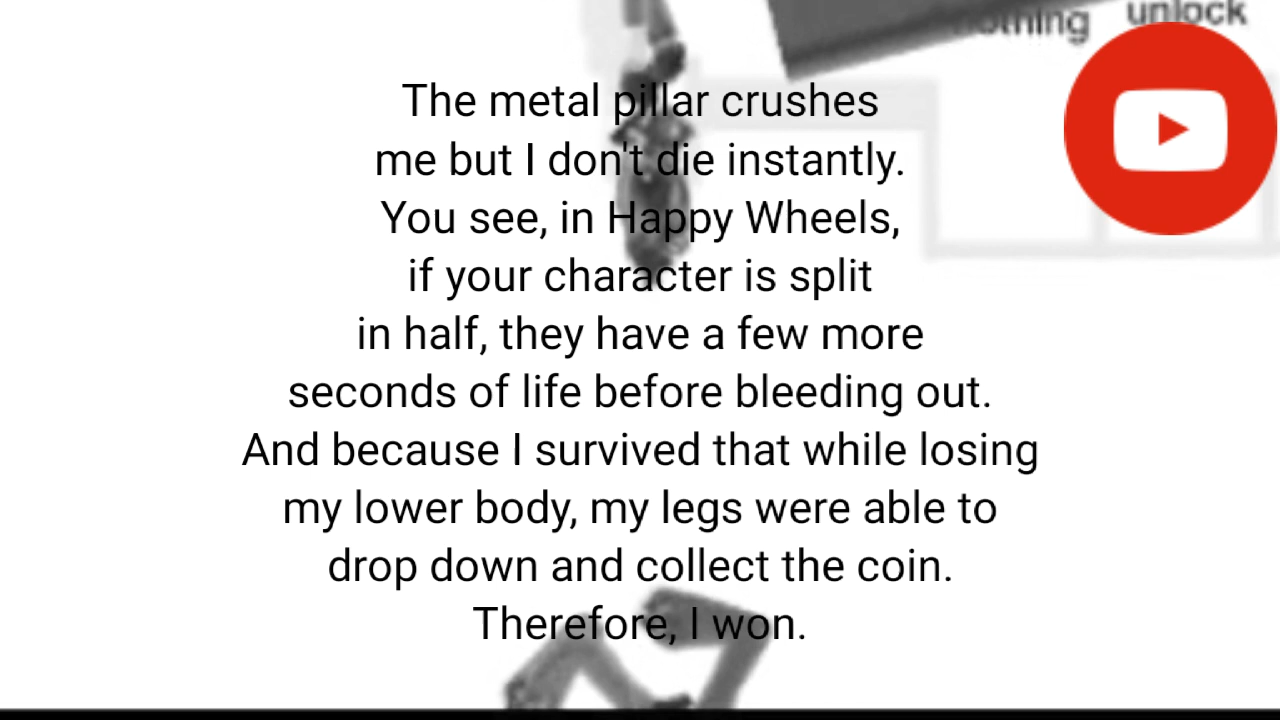 nothing unlock
The metal pillar crushes
me but I don't die instantly.
You see, in Happy Wheels,
if your character is split
in half, they have a few more
seconds of life before bleeding out.
And because I survived that while losing
my lower body, my legs were able to
drop down and collect the coin.
Therefore, I won.